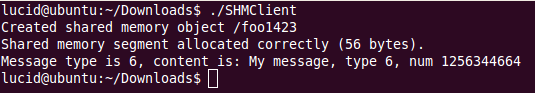 lucid@ubuntu:~/Downloads$ ./SHMClient
Created shared memory object /foo1423
Shared memory segment allocated correctly (56 bytes).
Message type is 6, content is: My message, type 6, num 1256344664
lucid@ubuntu:~/Downloads$